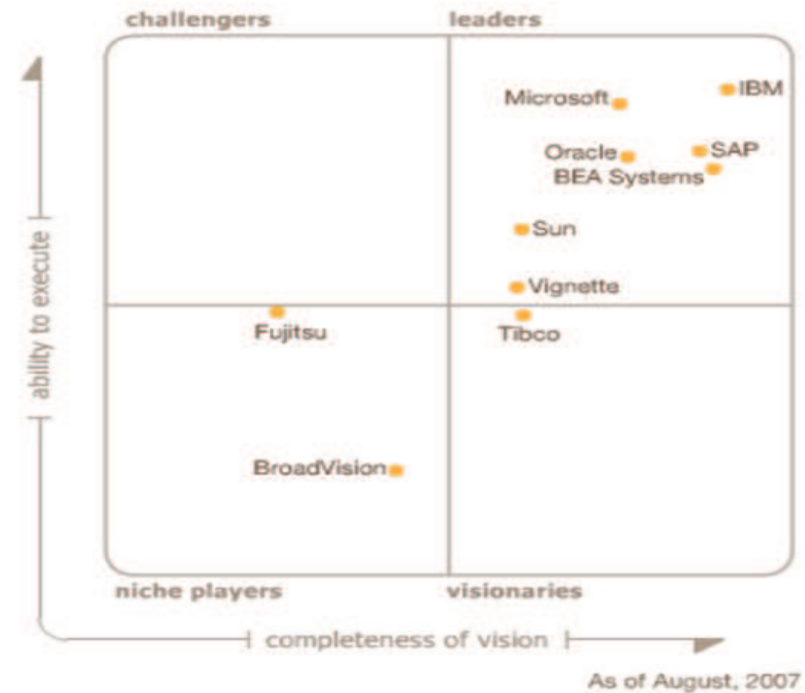 challengers
leaders
IBM
Microsoft
SAP
Oracle
BEA Systems
Sun
Vignette
ability to execute
Fujitsu
Tibco
BroadVision
niche players
visionaries
completeness of vision
As of August, 2007